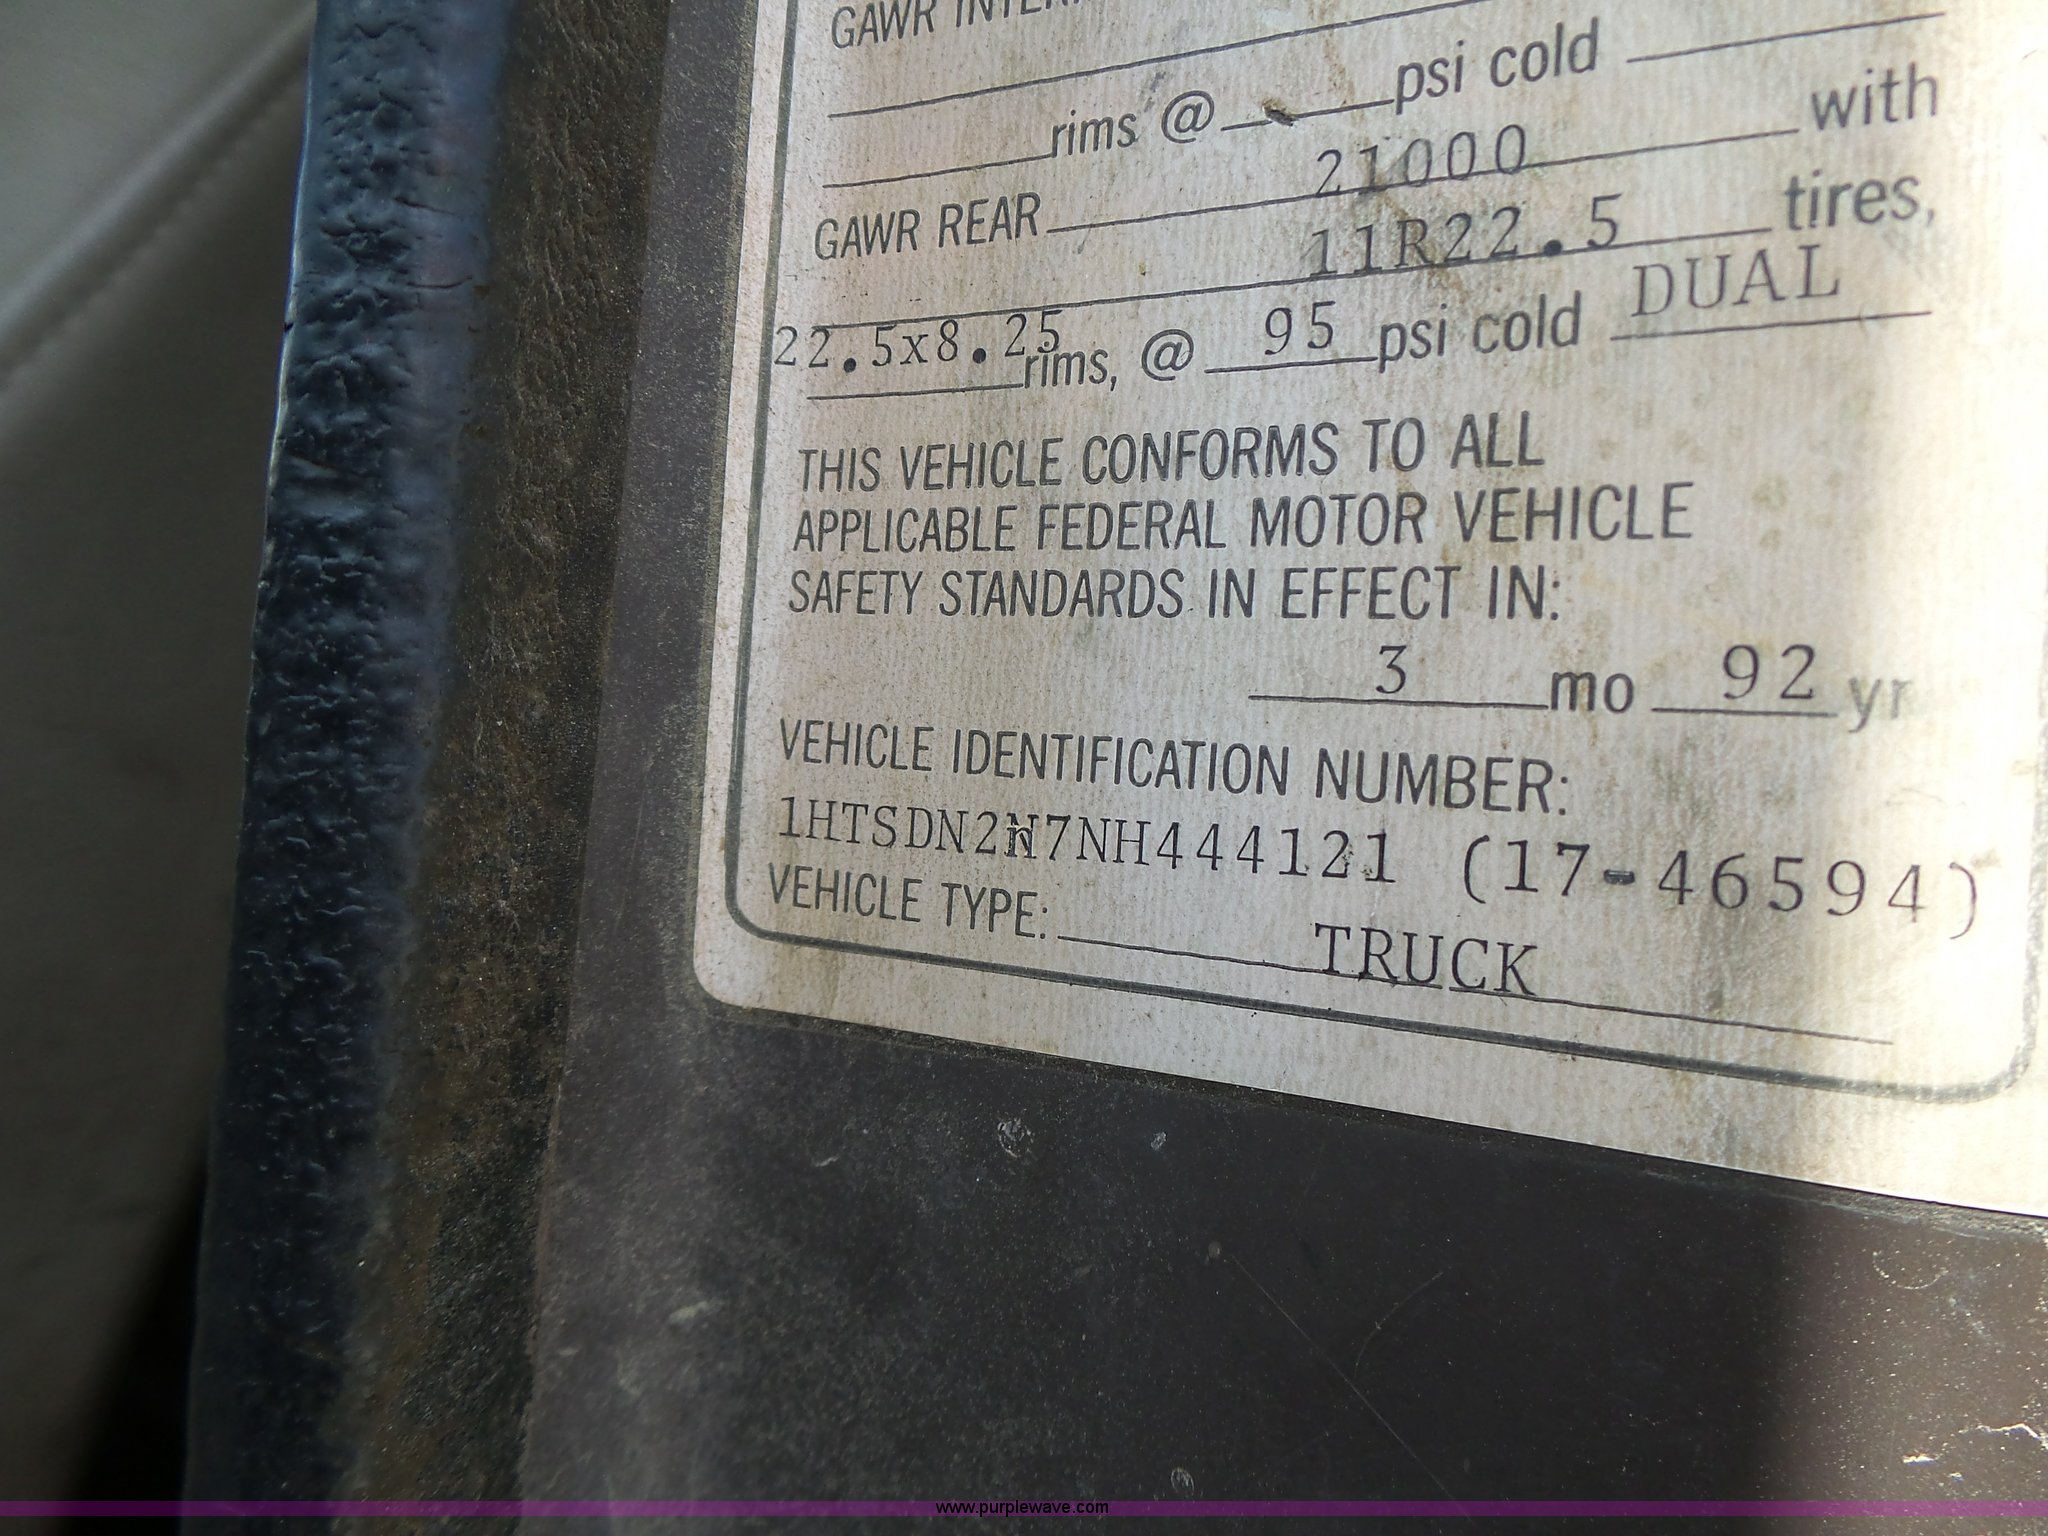 GAWR INTER
rims @ psi cold
GAWR REAR 21000 with
11R22.5 tires,
22.5x8.25 rims, @ 95 psi cold DUAL
THIS VEHICLE CONFORMS TO ALL
APPLICABLE FEDERAL MOTOR VEHICLE
SAFETY STANDARDS IN EFFECT IN:
3 mo 92 yr
VEHICLE IDENTIFICATION NUMBER:
1HTSDN2N7NH444121 (17-46594)
VEHICLE TYPE: TRUCK
www.purplewave.com